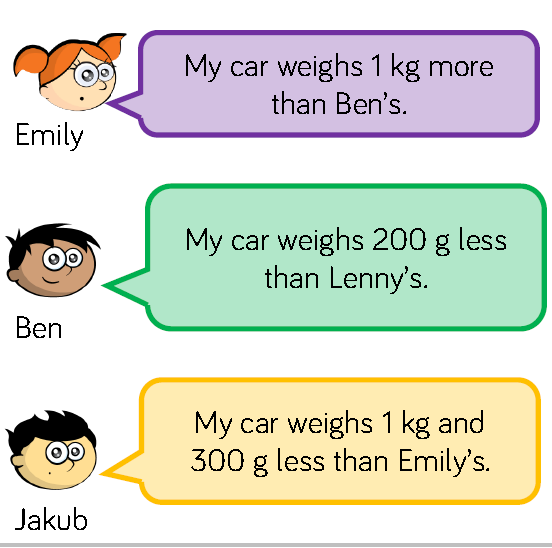 My car weighs 1 kg more
than Ben's.
Emily
My car weighs 200 g less
than Lenny's.
Ben
My car weighs 1 kg and
300 g less than Emily's.
Jakub